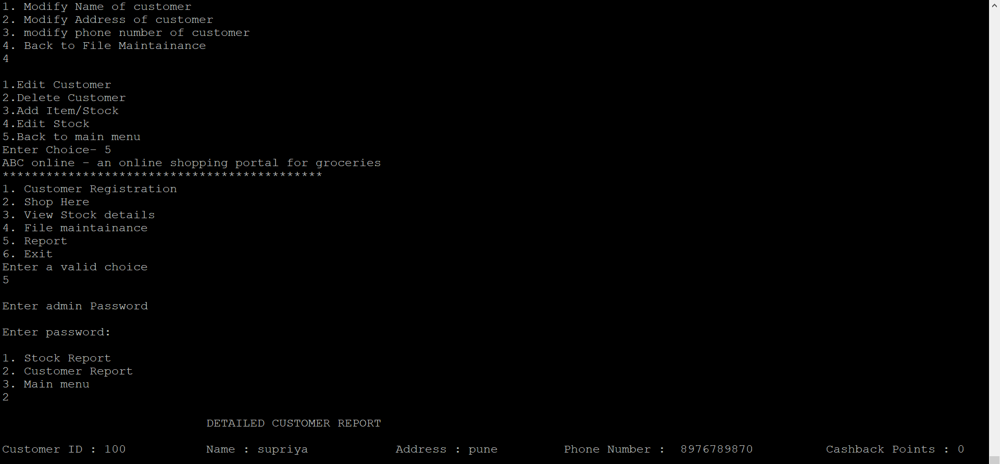 1. Modify Name of customer
2. Modify Address of customer
3. modify phone number of customer
4. Back to File Maintainance
4
1.Edit Customer
2.Delete Customer
3.Add Item/Stock
4.Edit Stock
5.Back to main menu
Enter Choice- 5
ABC online - an online shopping portal for groceries
********************************************
1. Customer Registration
2. Shop Here
3. View Stock details
4. File maintainance
5. Report
6. Exit
Enter a valid choice
5
Enter admin Password
Enter password:
1. Stock Report
2. Customer Report
3. Main menu
2
DETAILED CUSTOMER REPORT
Customer ID : 100 Name : supriya Address : pune Phone Number : 8976789870 Cashback Points : 0